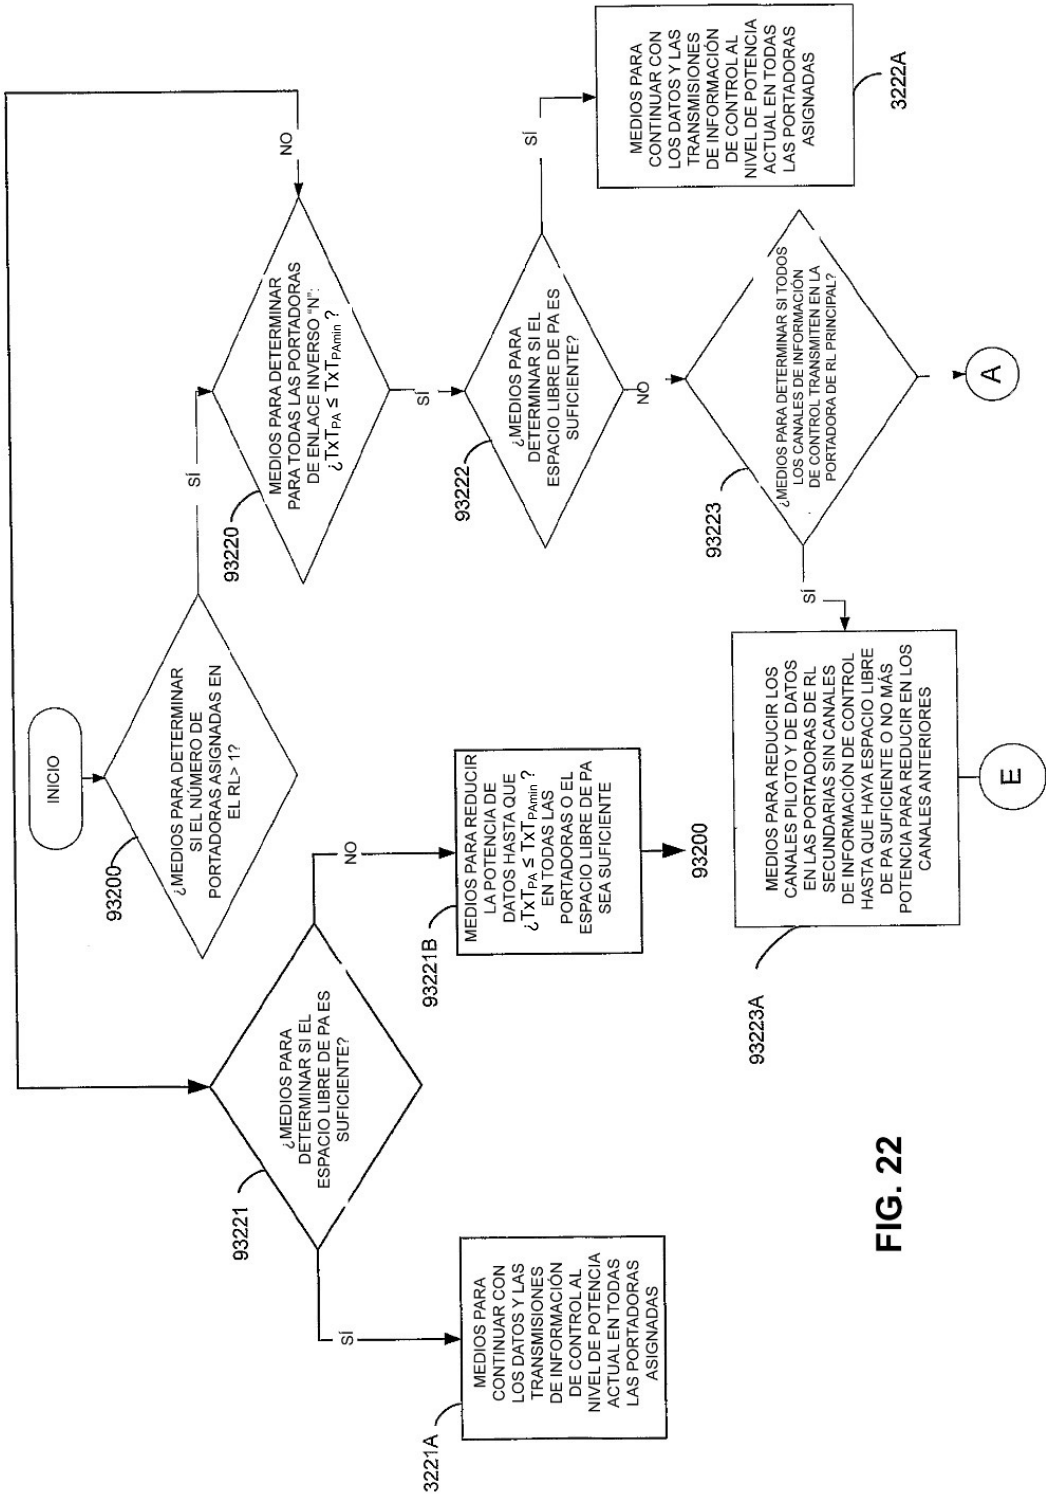 INICIO
93200
¿MEDIOS PARA DETERMINAR
SI EL NÚMERO DE
PORTADORAS ASIGNADAS EN
EL RL> 1?
SÍ
93220
MEDIOS PARA DETERMINAR
PARA TODAS LAS PORTADORAS
DE ENLACE INVERSO "N":
¿TxTPA ≤ TxTPAmin ?
NO
SÍ
93221
¿MEDIOS PARA
DETERMINAR SI EL
ESPACIO LIBRE DE PA ES
SUFICIENTE?
SÍ
NO
3221A
MEDIOS PARA
CONTINUAR CON
LOS DATOS Y LAS
TRANSMISIONES
DE INFORMACIÓN
DE CONTROL AL
NIVEL DE POTENCIA
ACTUAL EN TODAS
LAS PORTADORAS
ASIGNADAS
93221B
MEDIOS PARA REDUCIR
LA POTENCIA DE
DATOS HASTA QUE
¿TxTPA ≤ TxTPAmin ?
EN TODAS LAS
PORTADORAS O EL
ESPACIO LIBRE DE PA
SEA SUFICIENTE
93200
93222
¿MEDIOS PARA
DETERMINAR SI EL
ESPACIO LIBRE DE PA ES
SUFICIENTE?
SÍ
NO
MEDIOS PARA
CONTINUAR CON
LOS DATOS Y LAS
TRANSMISIONES
DE INFORMACIÓN
DE CONTROL AL
NIVEL DE POTENCIA
ACTUAL EN TODAS
LAS PORTADORAS
ASIGNADAS
3222A
93223
¿MEDIOS PARA DETERMINAR SI TODOS
LOS CANALES DE INFORMACIÓN
DE CONTROL TRANSMITEN EN LA
PORTADORA DE RL PRINCIPAL?
SÍ
A
93223A
MEDIOS PARA REDUCIR LOS
CANALES PILOTO Y DE DATOS
EN LAS PORTADORAS DE RL
SECUNDARIAS SIN CANALES
DE INFORMACIÓN DE CONTROL
HASTA QUE HAYA ESPACIO LIBRE
DE PA SUFICIENTE O NO MÁS
POTENCIA PARA REDUCIR EN LOS
CANALES ANTERIORES
E
FIG. 22